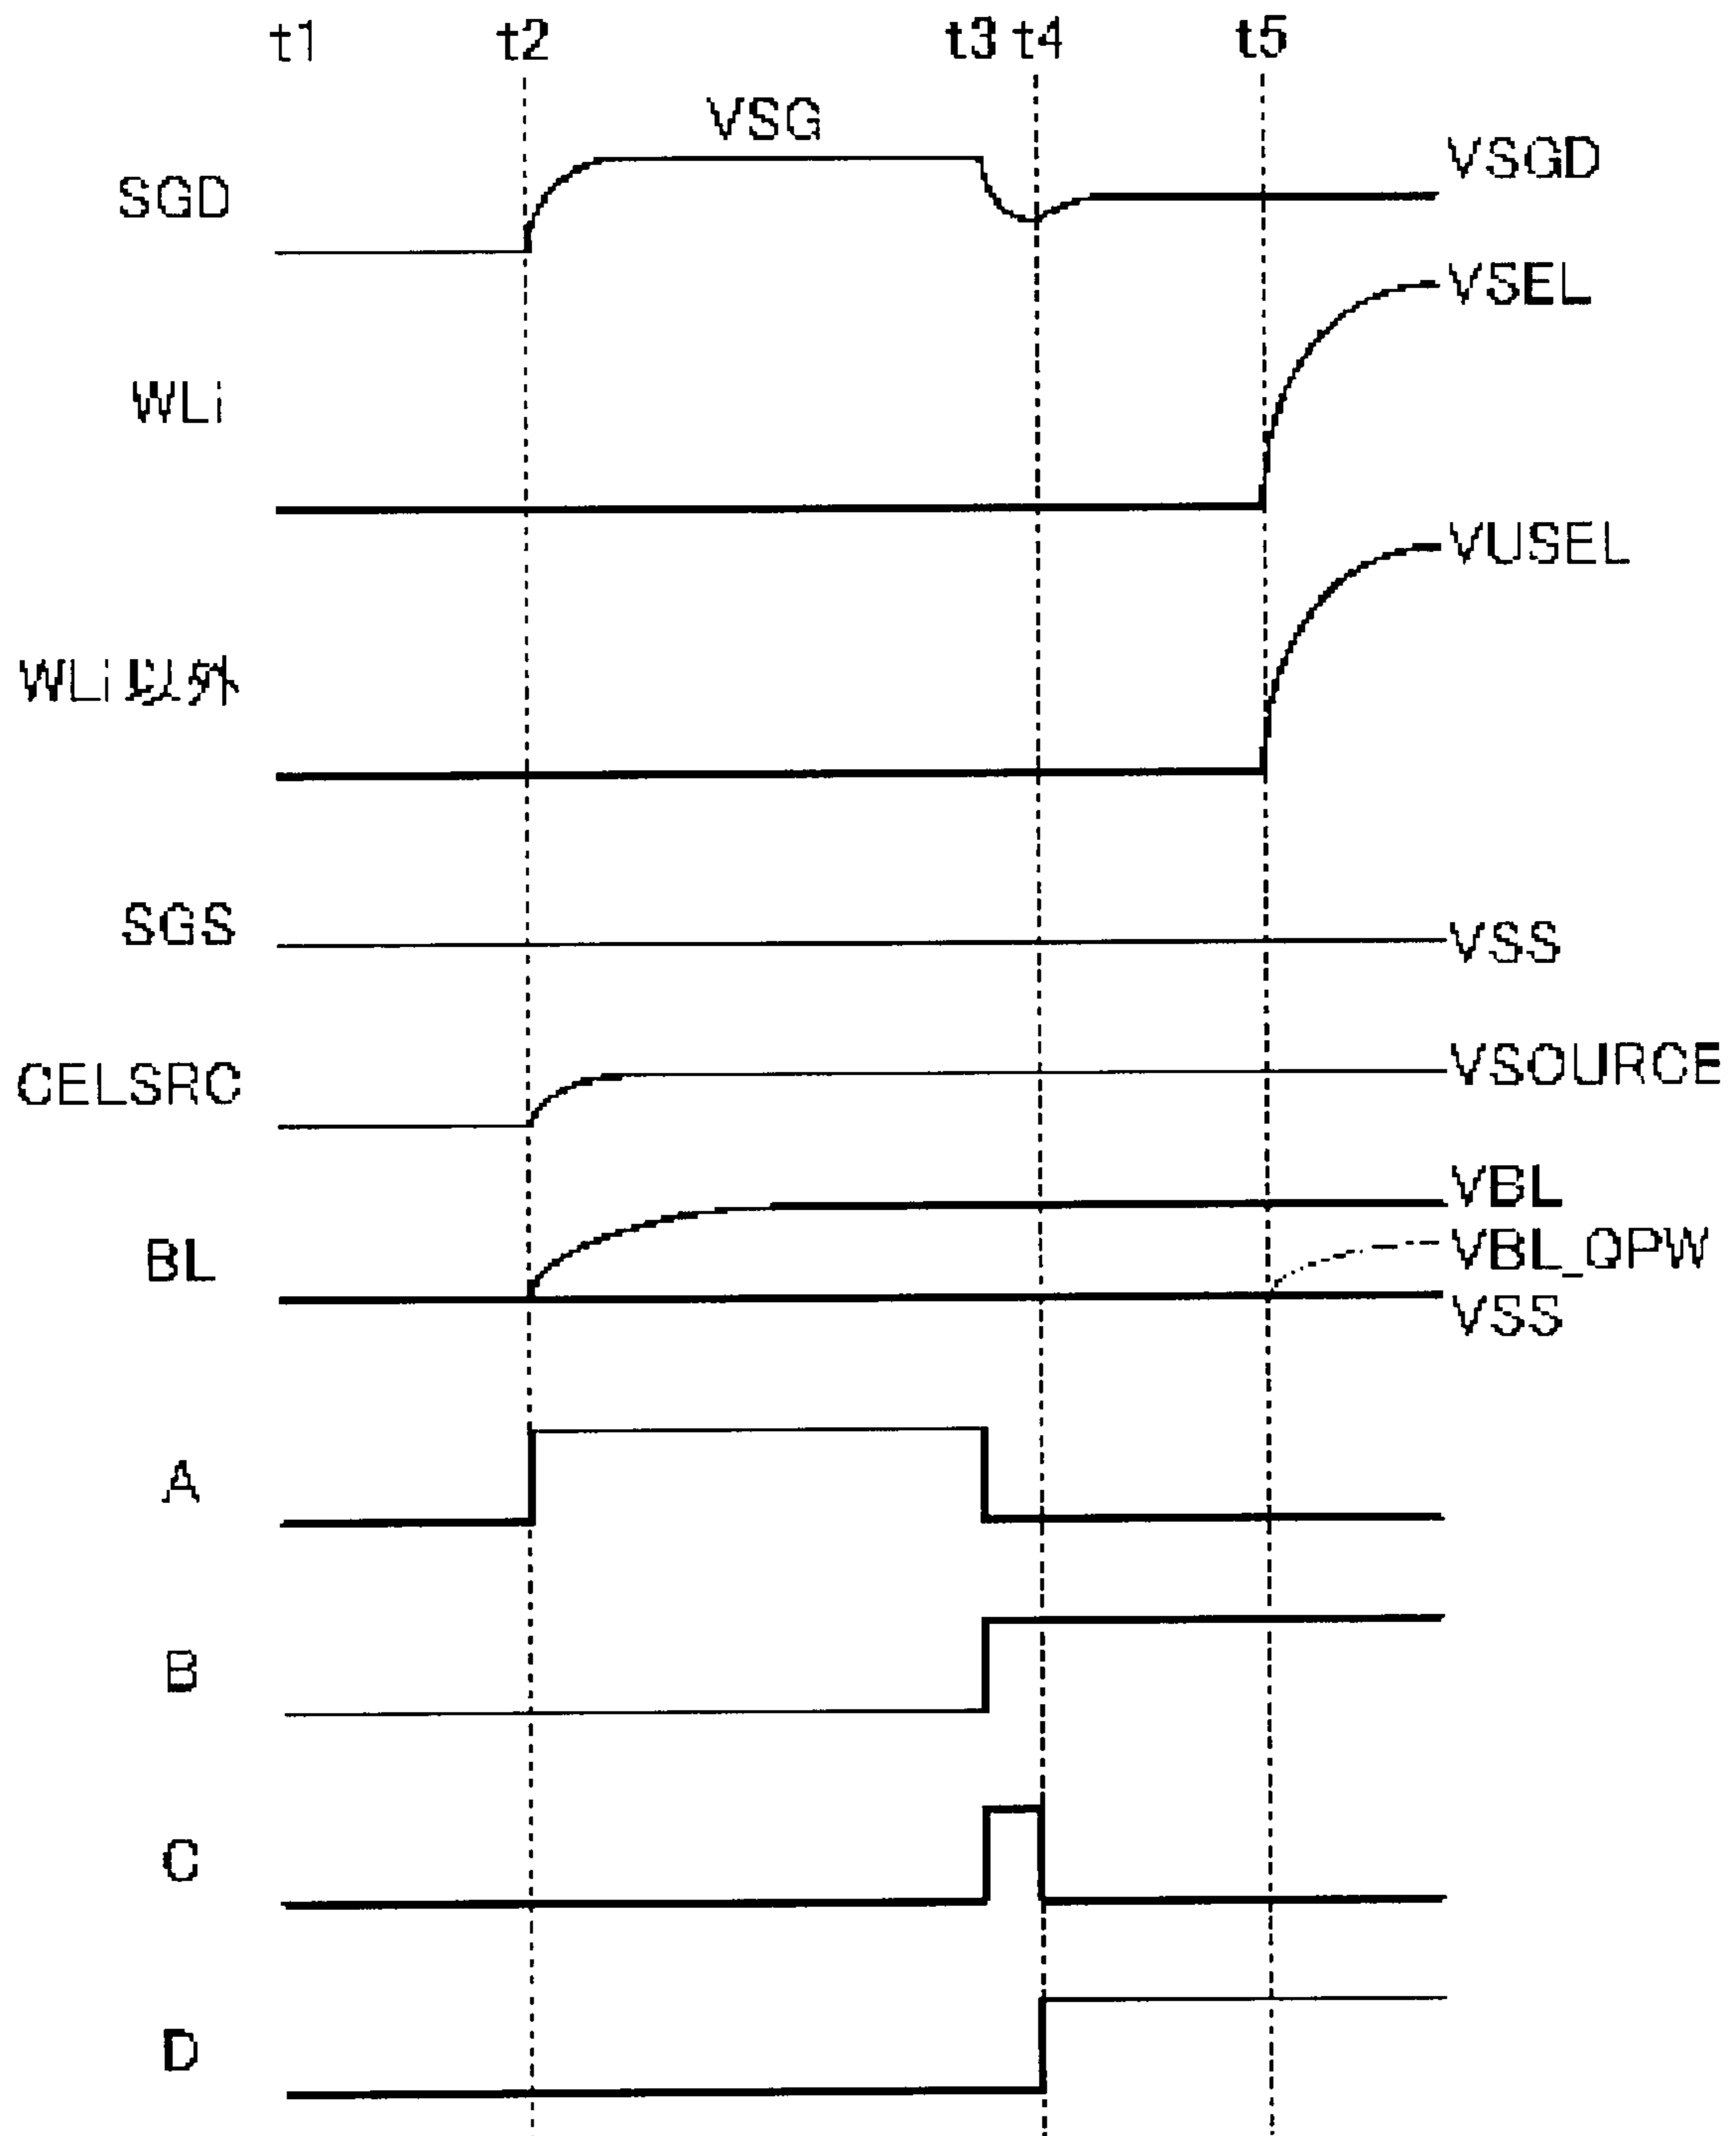 t1 t2 t3 t4 t5
VSG
SGD
VSGD
VSEL
WLi
VUSEL
WLi以外
SGS
VSS
CELSRC
VSOURCE
VBL
BL
VBL_QPW
VSS
A
B
C
D